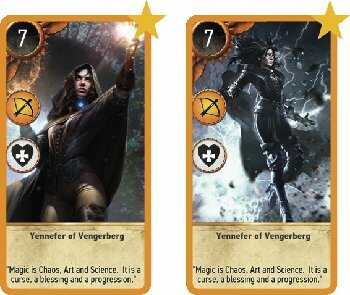 7
Yennefer of Vengerberg
"Magic is Chaos, Art and Science. It is a
curse, a blessing and a progression."
7
Yennefer of Vengerberg
"Magic is Chaos, Art and Science. It is a
curse, a blessing and a progression."